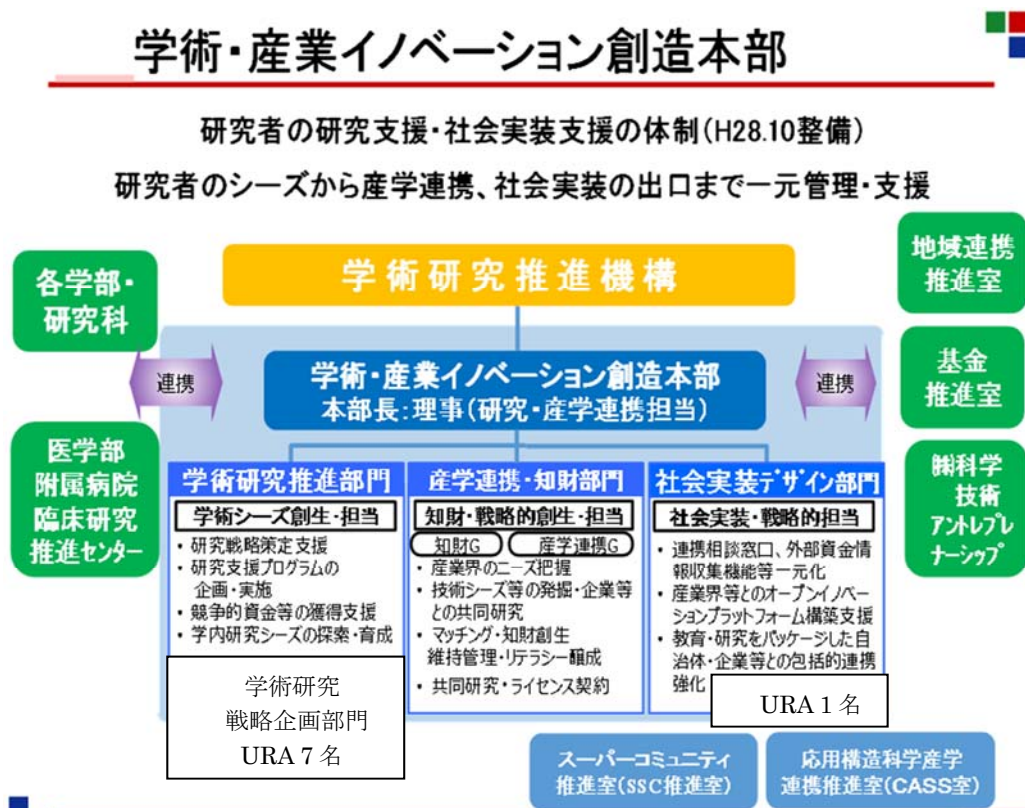 学術・産業イノベーション創造本部
研究者の研究支援・社会実装支援の体制(H28.10整備)
研究者のシーズから産学連携、社会実装の出口まで一元管理・支援
学術研究推進機構
各学部・
研究科
連携
医学部
附属病院
臨床研究
推進センター
学術・産業イノベーション創造本部
本部長:理事(研究・産学連携担当)
連携
地域連携
推進室
基金
推進室
㈱科学
技術
アントレプレ
ナーシップ
学術研究推進部門
学術シーズ創生・担当
・研究戦略策定支援
・研究支援プログラムの
企画・実施
・競争的資金等の獲得支援
・学内研究シーズの探索・育成
学術研究
戦略企画部門
URA 7 名
産学連携・知財部門
知財・戦略的創生・担当
知財G 産学連携G
・産業界のニーズ把握
・技術シーズ等の発掘・企業等
との共同研究
・マッチング・知財創生
維持管理・リテラシー醸成
・共同研究・ライセンス契約
社会実装デザイン部門
社会実装・戦略的担当
・連携相談窓口、外部資金情
報収集機能等一元化
・産業界等とのオープンイノベー
ションプラットフォーム構築支援
・教育・研究をパッケージした自
治体・企業等との包括的連携
強化
URA 1 名
スーパーコミュニティ
推進室(SSC推進室)
応用構造科学産学
連携推進室(CASS室)